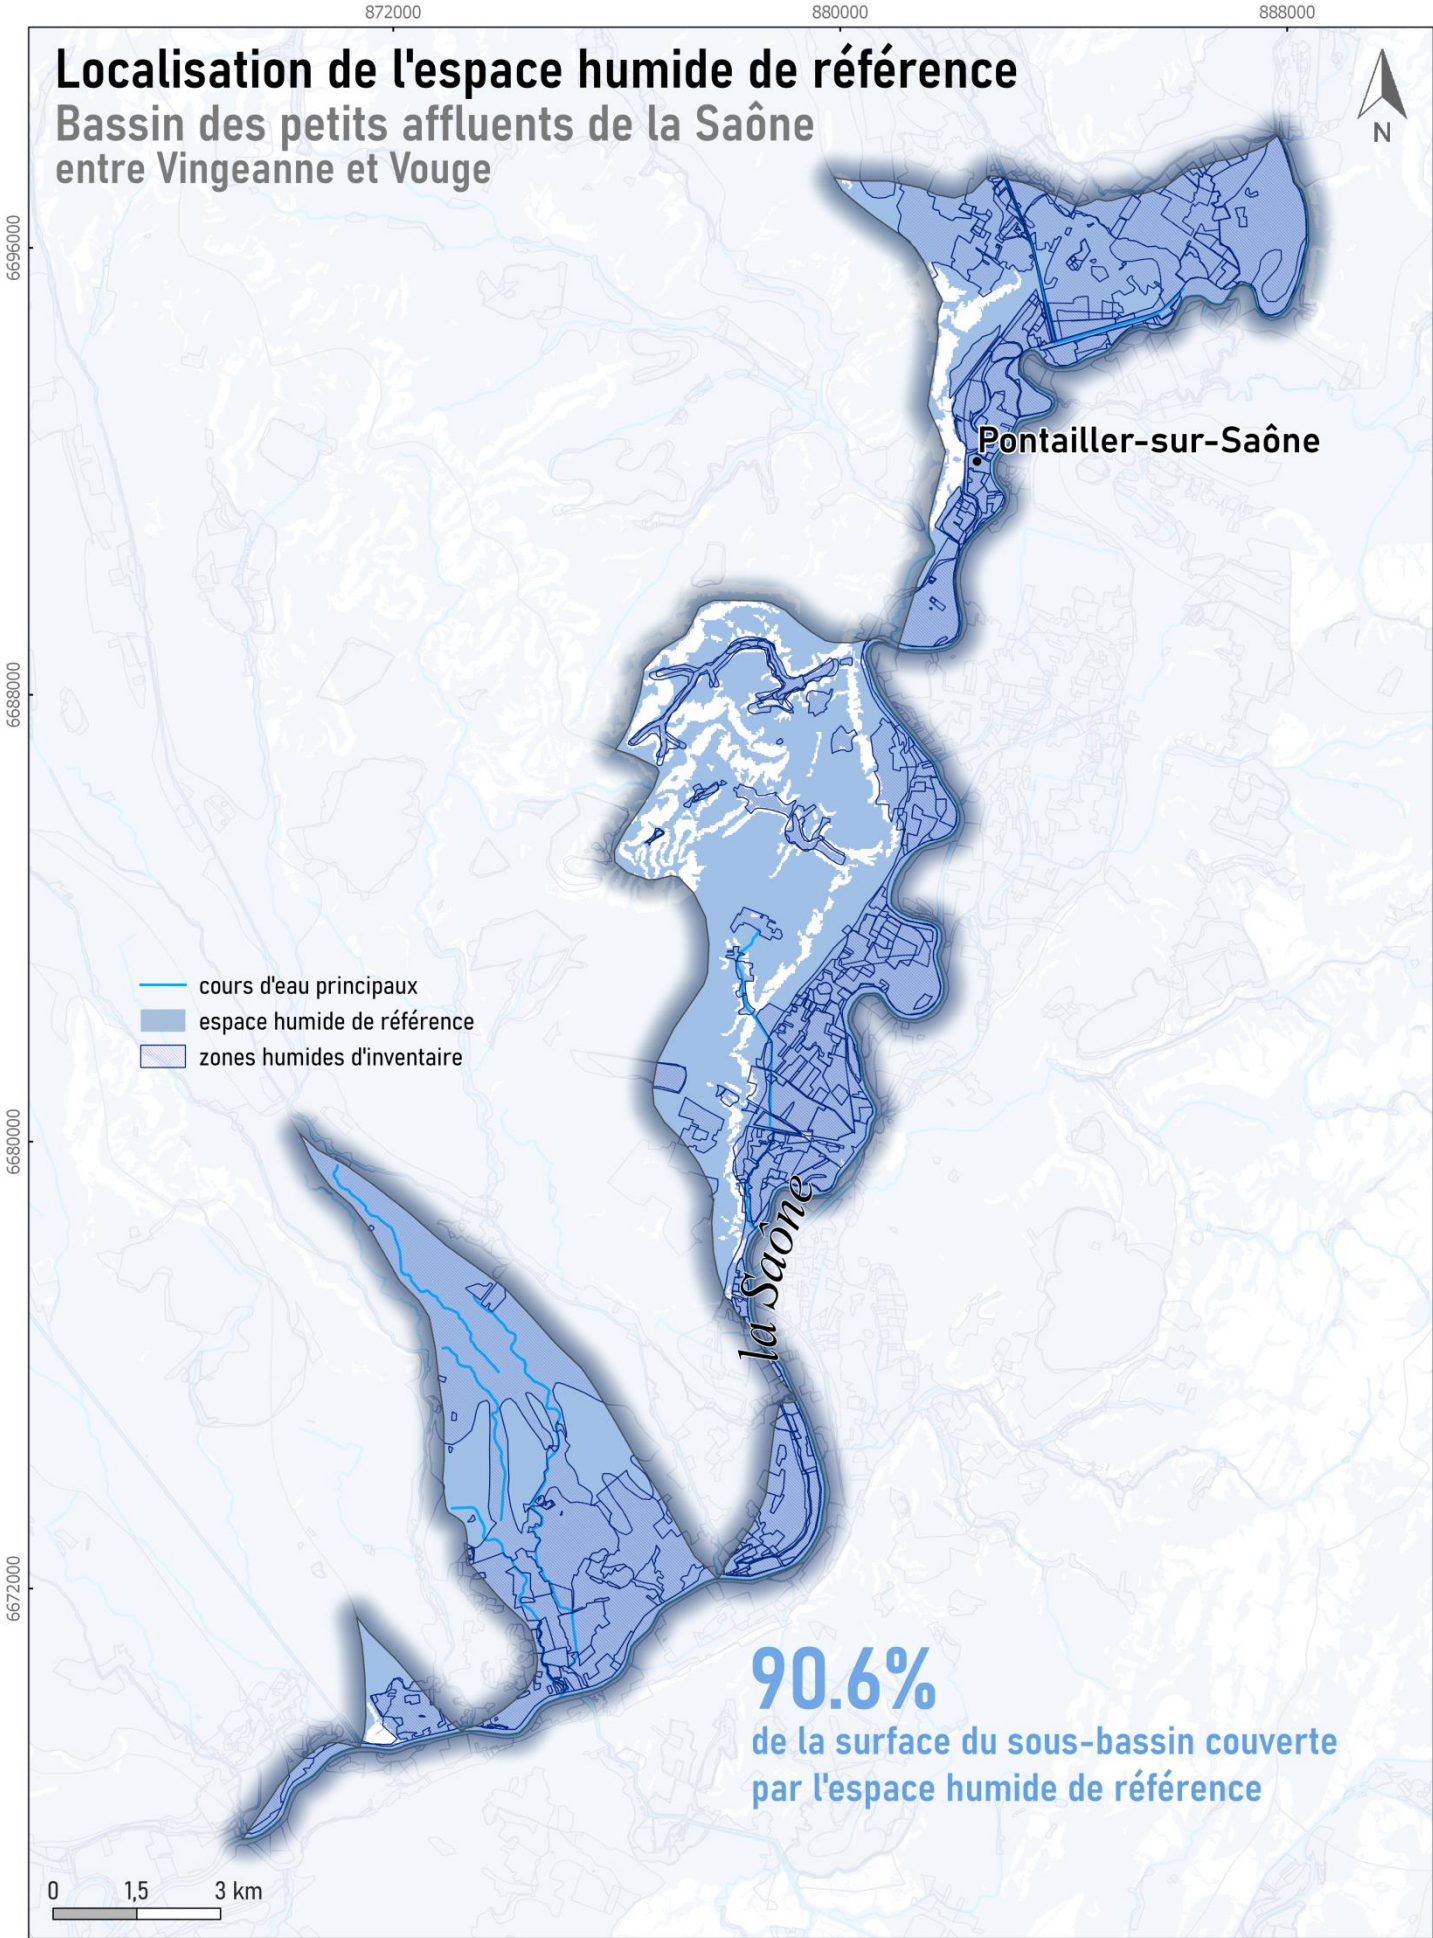 872000
880000
888000
Localisation de l'espace humide de référence
Bassin des petits affluents de la Saône
entre Vingeanne et Vouge
N
6696000
Pontailler-sur-Saône
6688000
cours d'eau principaux
espace humide de référence
zones humides d'inventaire
6680000
la Saône
6672000
90.6%
de la surface du sous-bassin couverte
par l'espace humide de référence
0 1,5 3 km